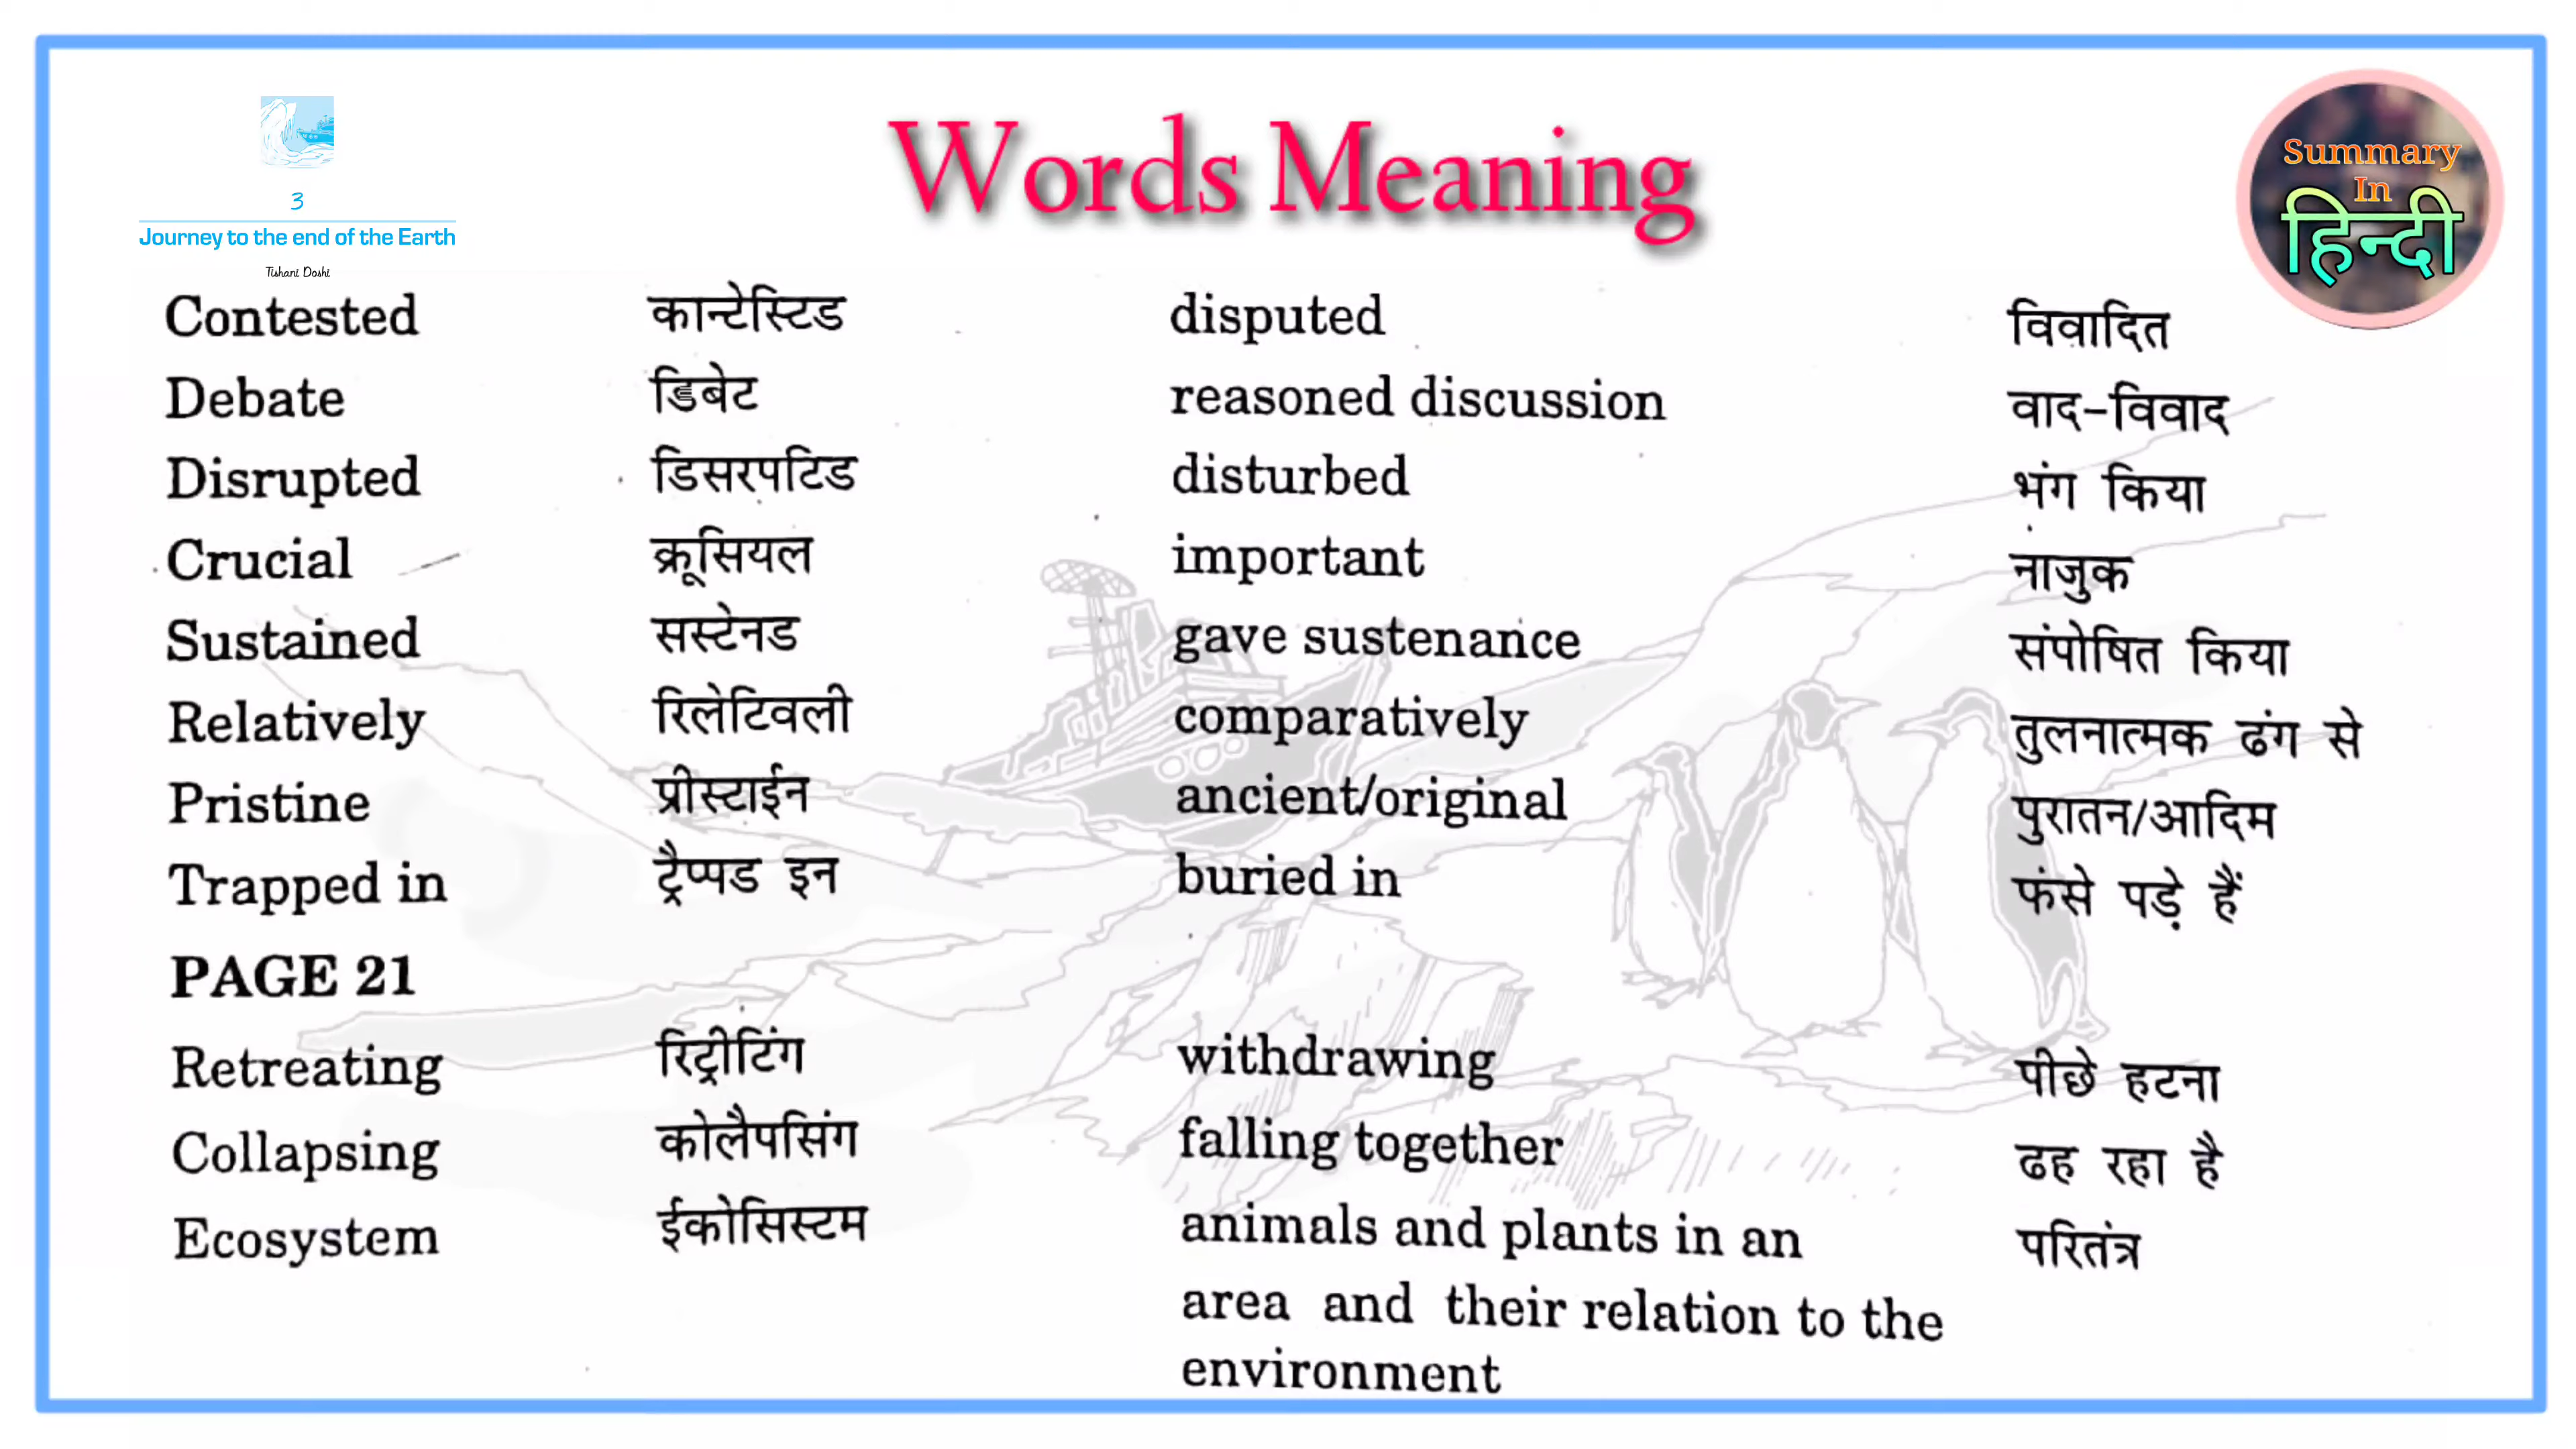 3
Journey to the end of the Earth
Tishani Doshi
Words Meaning
Summary
In
हिन्दी
Contested कान्टेस्टिड disputed विवादित
Debate डिबेट reasoned discussion वाद-विवाद
Disrupted डिसरपटिड disturbed भंग किया
Crucial क्रूसियल important नाजुक
Sustained सस्टेनड gave sustenance संपोषित किया
Relatively रिलेटिवली comparatively तुलनात्मक ढंग से
Pristine प्रीस्टाईन ancient/original पुरातन/आदिम
Trapped in ट्रैप्पड इन buried in फंसे पड़े हैं
PAGE 21
Retreating रिट्रीटिंग withdrawing पीछे हटना
Collapsing कोलैपसिंग falling together ढह रहा है
Ecosystem ईकोसिस्टम animals and plants in an परितंत्र
area and their relation to the
environment